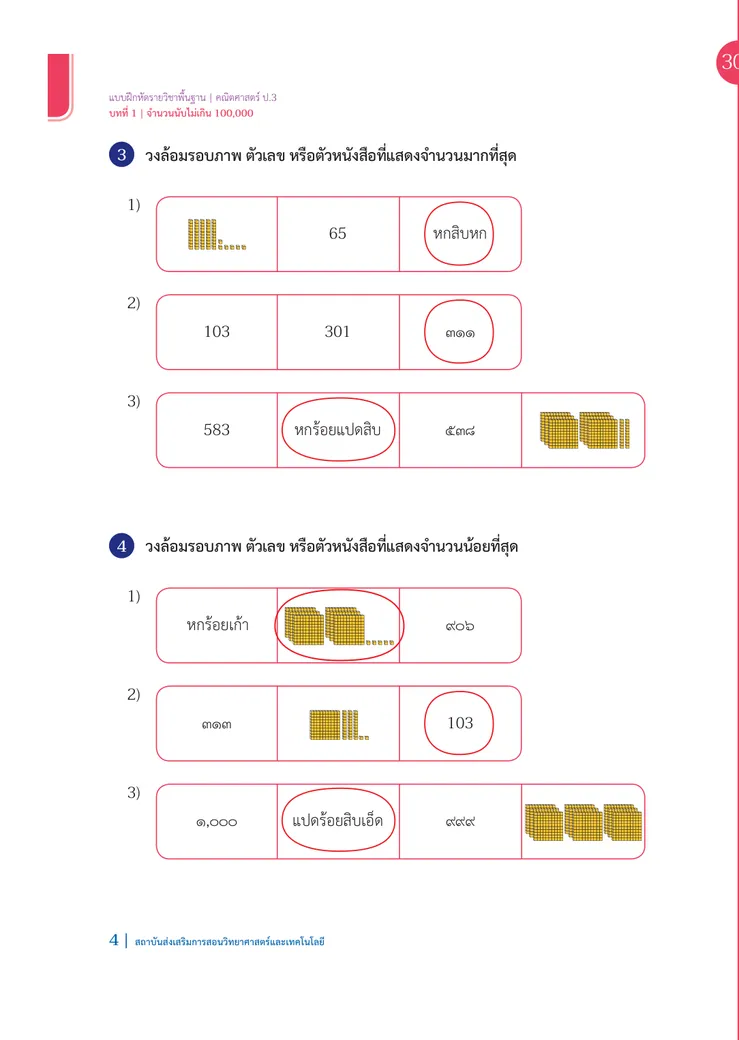 30
แบบฝึกหัดรายวิชาพื้นฐาน | คณิตศาสตร์ ป.3
บทที่ 1 | จำนวนนับไม่เกิน 100,000
3 วงล้อมรอบภาพ ตัวเลข หรือตัวหนังสือที่แสดงจำนวนมากที่สุด
1)
65 หกสิบหก
2)
103 301 ๓๑๑
3)
583 หกร้อยแปดสิบ ๕๓๘
4 วงล้อมรอบภาพ ตัวเลข หรือตัวหนังสือที่แสดงจำนวนน้อยที่สุด
1)
หกร้อยเก้า ๙๐๖
2)
๓๑๓ 103
3)
๑,๐๐๐ แปดร้อยสิบเอ็ด ๙๙๙
4 | สถาบันส่งเสริมการสอนวิทยาศาสตร์และเทคโนโลยี